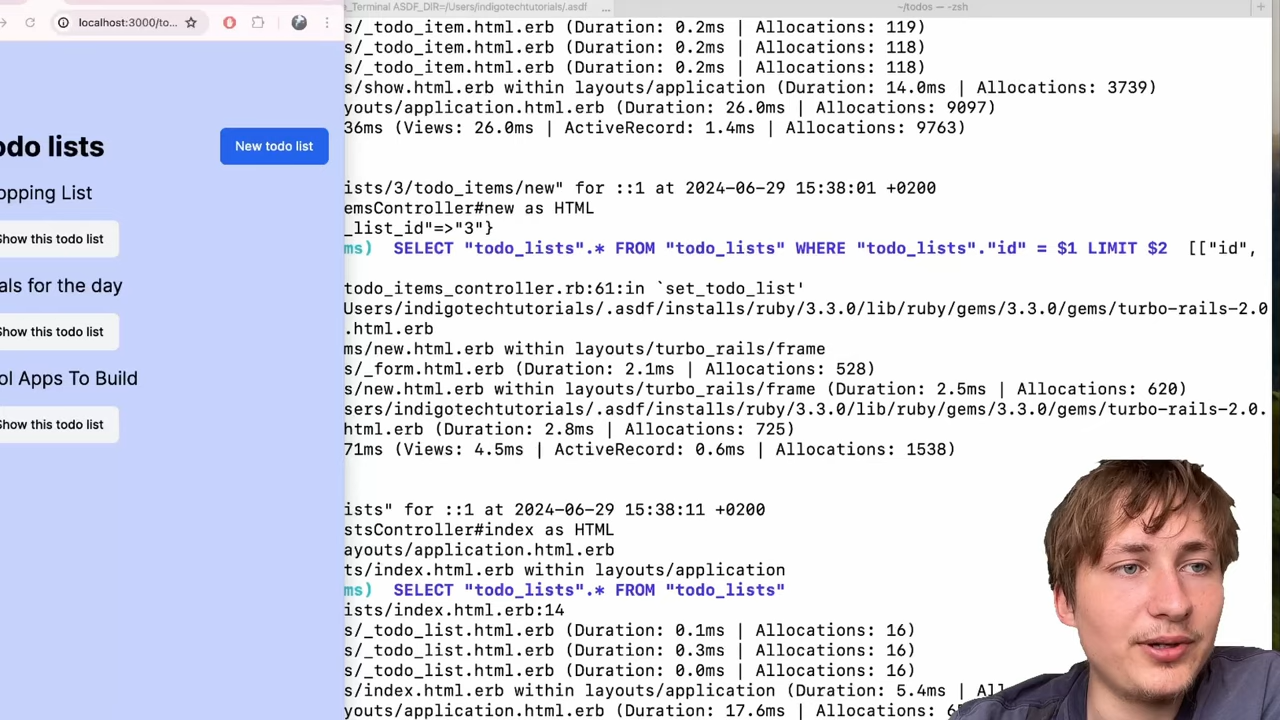 _Terminal ASDF_DIR=/Users/indigotechtutorials/.asdf
...
~/todos — -zsh
localhost:3000/to...
odo lists
New todo list
opping List
Show this todo list
als for the day
Show this todo list
ol Apps To Build
Show this todo list
s/_todo_item.html.erb (Duration: 0.2ms | Allocations: 119)
s/_todo_item.html.erb (Duration: 0.2ms | Allocations: 118)
s/_todo_item.html.erb (Duration: 0.2ms | Allocations: 118)
s/show.html.erb within layouts/application (Duration: 14.0ms | Allocations: 3739)
youts/application.html.erb (Duration: 26.0ms | Allocations: 9097)
36ms (Views: 26.0ms | ActiveRecord: 1.4ms | Allocations: 9763)
ists/3/todo_items/new" for ::1 at 2024-06-29 15:38:01 +0200
emsController#new as HTML
_list_id"=>"3"}
ms) SELECT "todo_lists".* FROM "todo_lists" WHERE "todo_lists"."id" = $1 LIMIT $2 [["id",
todo_items_controller.rb:61:in `set_todo_list'
Users/indigotechtutorials/.asdf/installs/ruby/3.3.0/lib/ruby/gems/3.3.0/gems/turbo-rails-2.0
.html.erb
ms/new.html.erb within layouts/turbo_rails/frame
s/_form.html.erb (Duration: 2.1ms | Allocations: 528)
s/new.html.erb within layouts/turbo_rails/frame (Duration: 2.5ms | Allocations: 620)
sers/indigotechtutorials/.asdf/installs/ruby/3.3.0/lib/ruby/gems/3.3.0/gems/turbo-rails-2.0.
html.erb (Duration: 2.8ms | Allocations: 725)
71ms (Views: 4.5ms | ActiveRecord: 0.6ms | Allocations: 1538)
ists" for ::1 at 2024-06-29 15:38:11 +0200
stsController#index as HTML
ayouts/application.html.erb
ts/index.html.erb within layouts/application
ms) SELECT "todo_lists".* FROM "todo_lists"
ists/index.html.erb:14
s/_todo_list.html.erb (Duration: 0.1ms | Allocations: 16)
s/_todo_list.html.erb (Duration: 0.3ms | Allocations: 16)
s/_todo_list.html.erb (Duration: 0.0ms | Allocations: 16)
s/index.html.erb within layouts/application (Duration: 5.4ms | All
youts/application.html.erb (Duration: 17.6ms | Allocations: 6